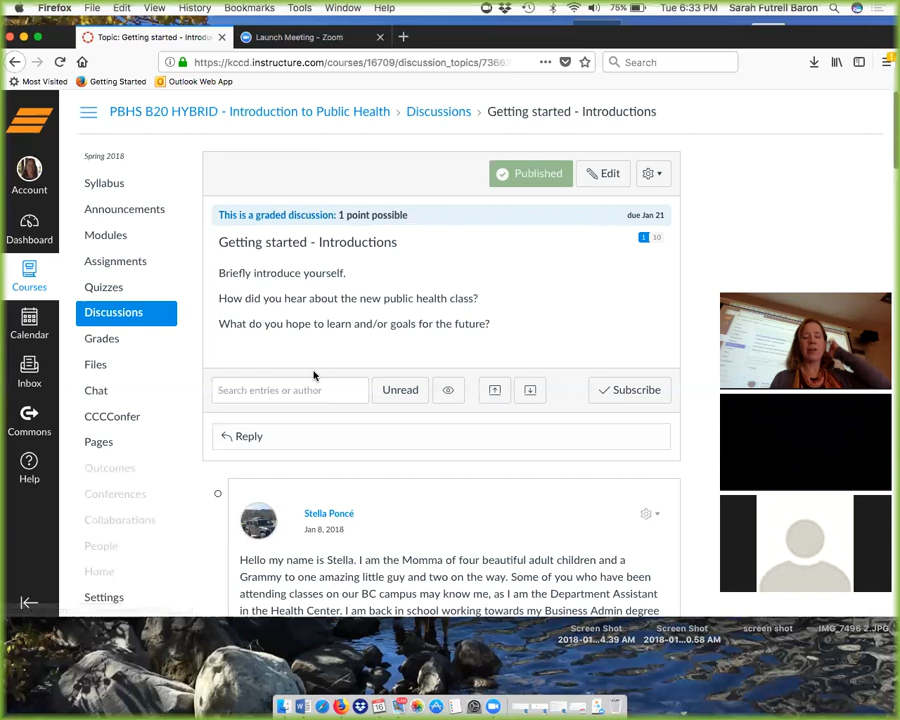 Firefox File Edit View History Bookmarks Tools Window Help 75% Tue 6:33 PM Sarah Futrell Baron
Topic: Getting started - Introdu Launch Meeting - Zoom
https://kccd.instructure.com/courses/16709/discussion_topics/7366 Search
Most Visited Getting Started Outlook Web App
PBHS B20 HYBRID - Introduction to Public Health > Discussions > Getting started - Introductions
Account
Dashboard
Courses
Calendar
Inbox
Commons
Help
Spring 2018
Syllabus
Announcements
Modules
Assignments
Quizzes
Discussions
Grades
Files
Chat
CCCConfer
Pages
Outcomes
Conferences
Collaborations
People
Home
Settings
Published Edit
This is a graded discussion: 1 point possible due Jan 21
Getting started - Introductions 1 10
Briefly introduce yourself.
How did you hear about the new public health class?
What do you hope to learn and/or goals for the future?
Search entries or author Unread Subscribe
Reply
Stella Poncé
Jan 8, 2018
Hello my name is Stella. I am the Momma of four beautiful adult children and a
Grammy to one amazing little guy and two on the way. Some of you who have been
attending classes on our BC campus may know me, as I am the Department Assistant
in the Health Center. I am back in school working towards my Business Admin degree
Screen Shot Screen Shot screen shot IMG_7496 2.JPG
2018-01...4.39 AM 2018-01...0.58 AM
16